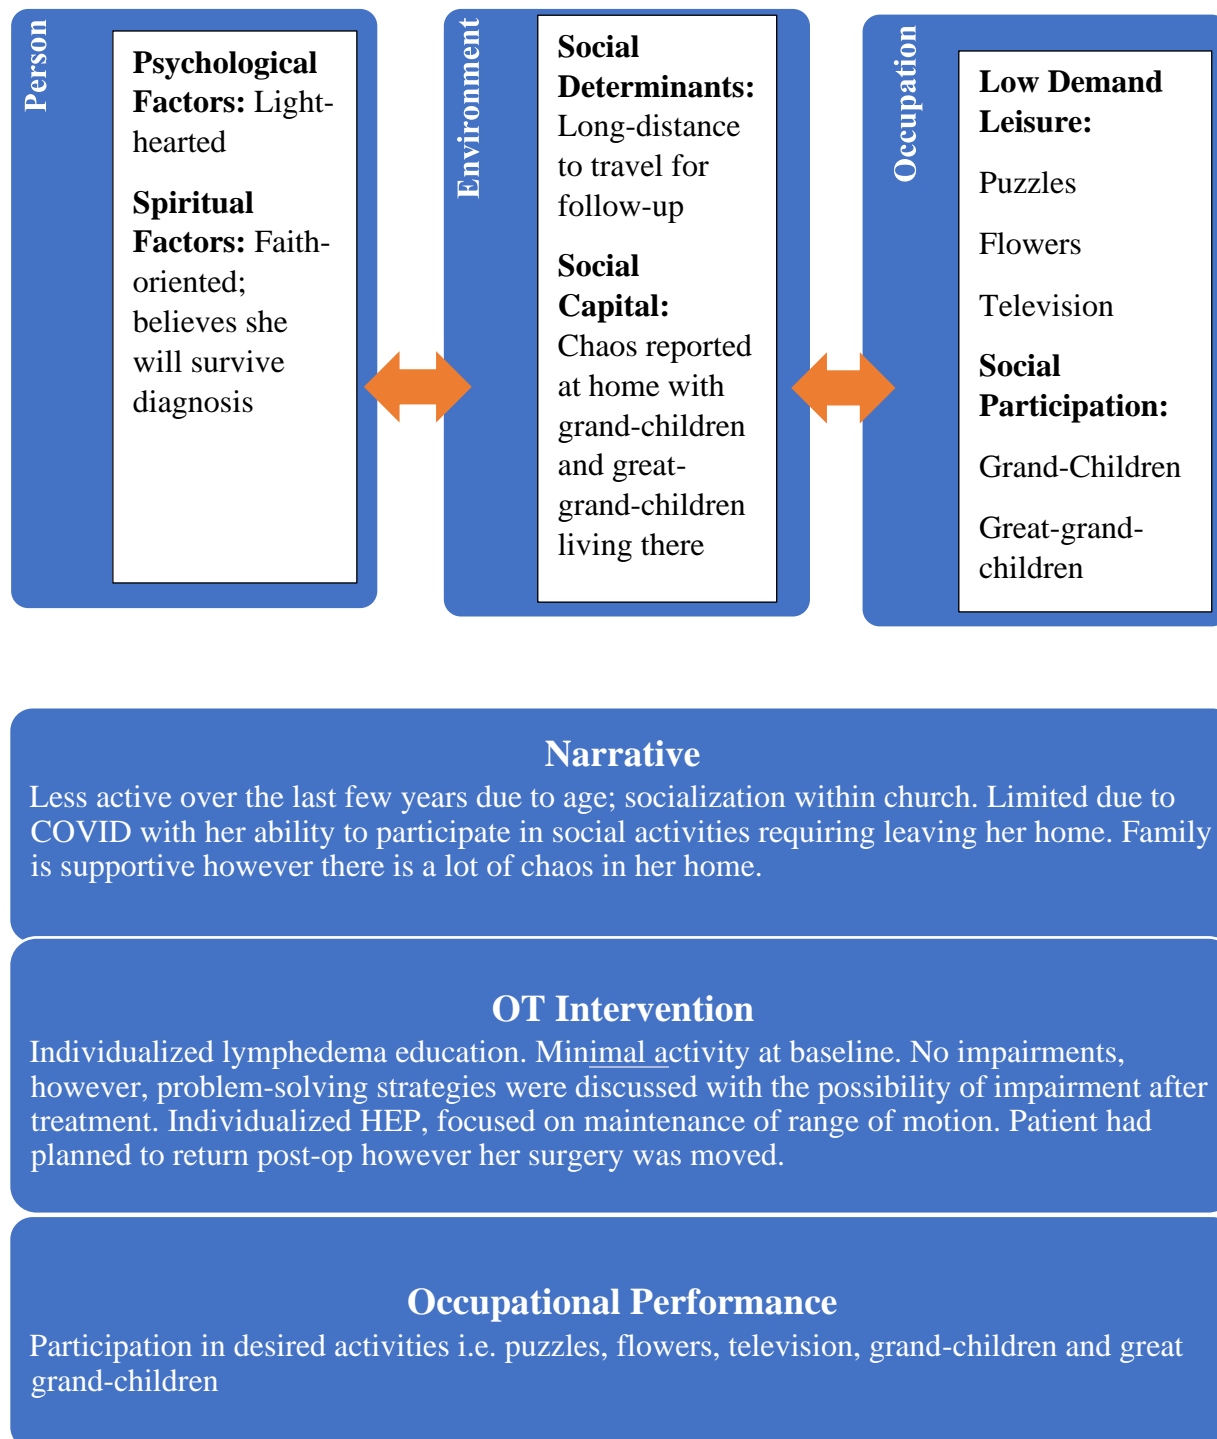 Person
Psychological
Factors: Light-
hearted
Spiritual
Factors: Faith-
oriented;
believes she
will survive
diagnosis
Environment
Social
Determinants:
Long-distance
to travel for
follow-up
Social
Capital:
Chaos reported
at home with
grand-children
and great-
grand-children
living there
Occupation
Low Demand
Leisure:
Puzzles
Flowers
Television
Social
Participation:
Grand-Children
Great-grand-
children
Narrative
Less active over the last few years due to age; socialization within church. Limited due to
COVID with her ability to participate in social activities requiring leaving her home. Family
is supportive however there is a lot of chaos in her home.
OT Intervention
Individualized lymphedema education. Minimal activity at baseline. No impairments,
however, problem-solving strategies were discussed with the possibility of impairment after
treatment. Individualized HEP, focused on maintenance of range of motion. Patient had
planned to return post-op however her surgery was moved.
Occupational Performance
Participation in desired activities i.e. puzzles, flowers, television, grand-children and great
grand-children